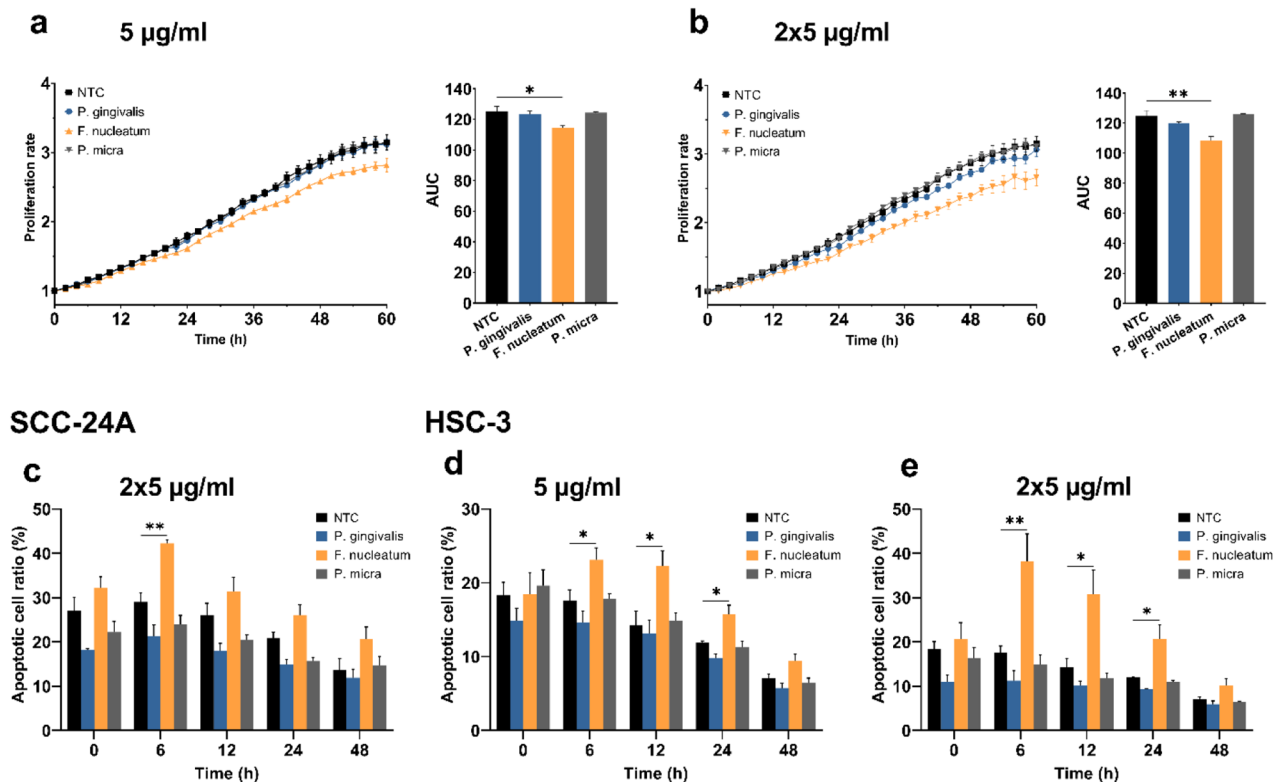 a
5 µg/ml
b
2x5 µg/ml
Proliferation rate
4
3
2
1
NTC
P. gingivalis
F. nucleatum
P. micra
0
12
24
36
48
60
Time (h)
AUC
140
120
100
80
60
40
20
0
*
NTC
P. gingivalis
F. nucleatum
P. micra
Proliferation rate
4
3
2
1
NTC
P. gingivalis
F. nucleatum
P. micra
0
12
24
36
48
60
Time (h)
AUC
140
120
100
80
60
40
20
0
**
NTC
P. gingivalis
F. nucleatum
P. micra
SCC-24A
HSC-3
c
2x5 µg/ml
Apoptotic cell ratio (%)
50
40
30
20
10
0
**
NTC
P. gingivalis
F. nucleatum
P. micra
0
6
12
24
48
Time (h)
d
5 µg/ml
Apoptotic cell ratio (%)
30
20
10
0
*
*
*
NTC
P. gingivalis
F. nucleatum
P. micra
0
6
12
24
48
Time (h)
e
2x5 µg/ml
Apoptotic cell ratio (%)
50
40
30
20
10
0
**
*
*
NTC
P. gingivalis
F. nucleatum
P. micra
0
6
12
24
48
Time (h)